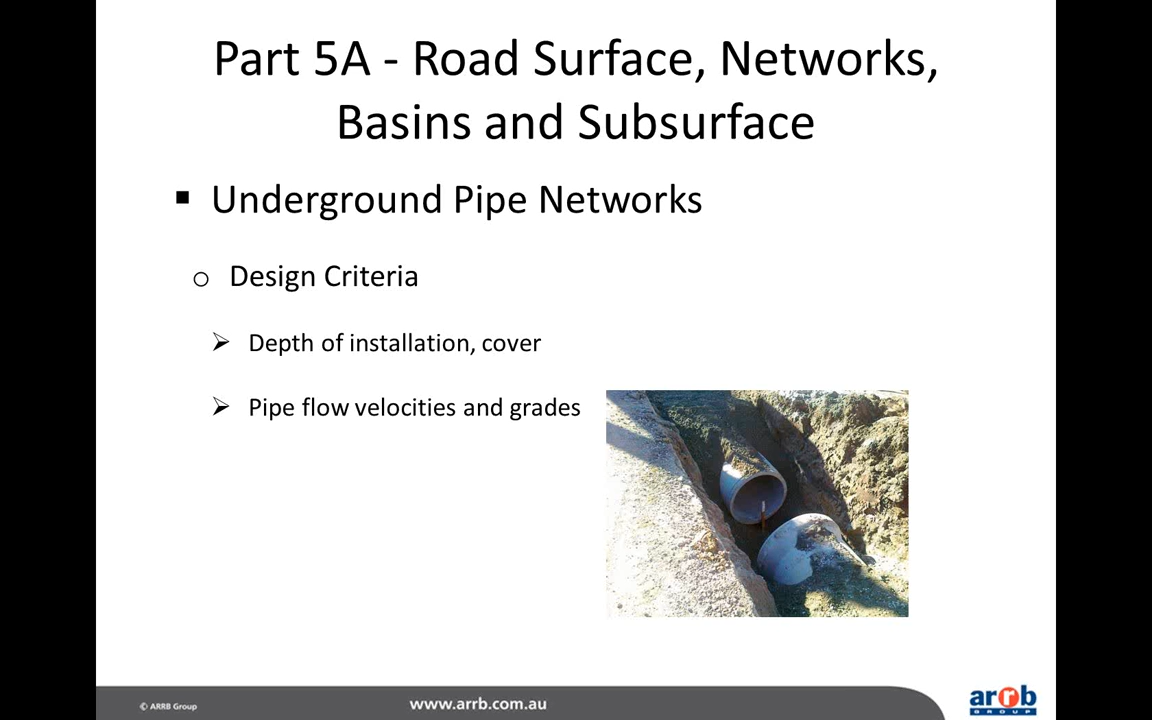 Part 5A - Road Surface, Networks,
Basins and Subsurface
▪ Underground Pipe Networks
o Design Criteria
➢ Depth of installation, cover
➢ Pipe flow velocities and grades
© ARRB Group
www.arrb.com.au
arrb
GROUP